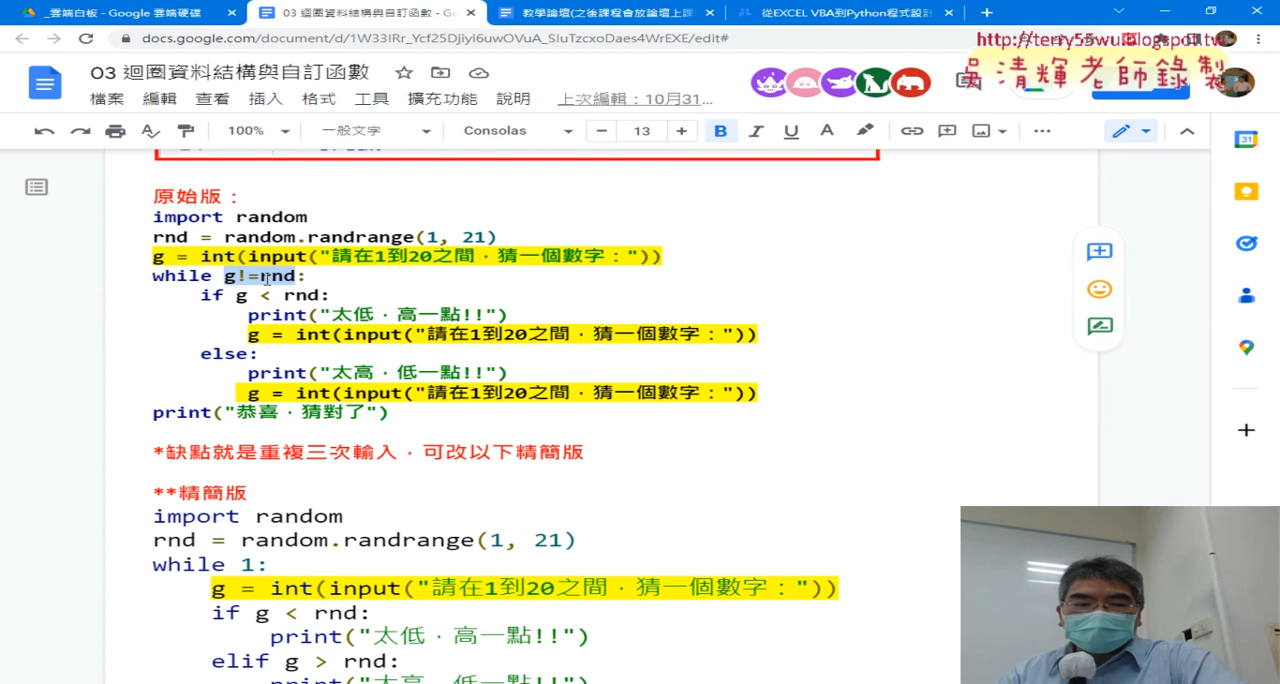 _雲端白板 - Google 雲端硬碟
03 迴圈資料結構與自訂函數 - Go
教學論壇(之後課程會放論壇上課
從EXCEL VBA到Python程式設計
docs.google.com/document/d/1W33IRr_Ycf25Djiyi6uwOVuA_SIuTzcxoDaes4WrEXE/edit#
http://terry55wu.blogspot.tw
吳清輝老師錄製
03 迴圈資料結構與自訂函數
檔案 編輯 查看 插入 格式 工具 擴充功能 說明 上次編輯：10月31...
100% 一般文字 Consolas 13 B I U A
31
原始版：
import random
rnd = random.randrange(1, 21)
g = int(input("請在1到20之間，猜一個數字："))
while g!=rnd:
if g < rnd:
print("太低，高一點!!")
g = int(input("請在1到20之間，猜一個數字："))
else:
print("太高，低一點!!")
g = int(input("請在1到20之間，猜一個數字："))
print("恭喜，猜對了")
*缺點就是重複三次輸入，可改以下精簡版
**精簡版
import random
rnd = random.randrange(1, 21)
while 1:
g = int(input("請在1到20之間，猜一個數字："))
if g < rnd:
print("太低，高一點!!")
elif g > rnd:
print("太高，低一點!!")